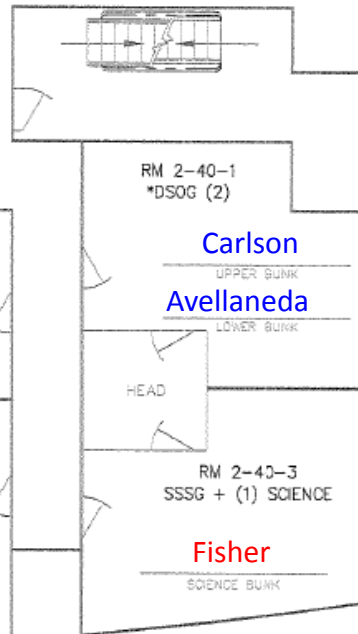 RM 2-40-1
*DSOG (2)
Carlson
UPPER BUNK
Avellaneda
LOWER BUNK
HEAD
RM 2-40-3
SSSG + (1) SCIENCE
Fisher
SCIENCE BUNK